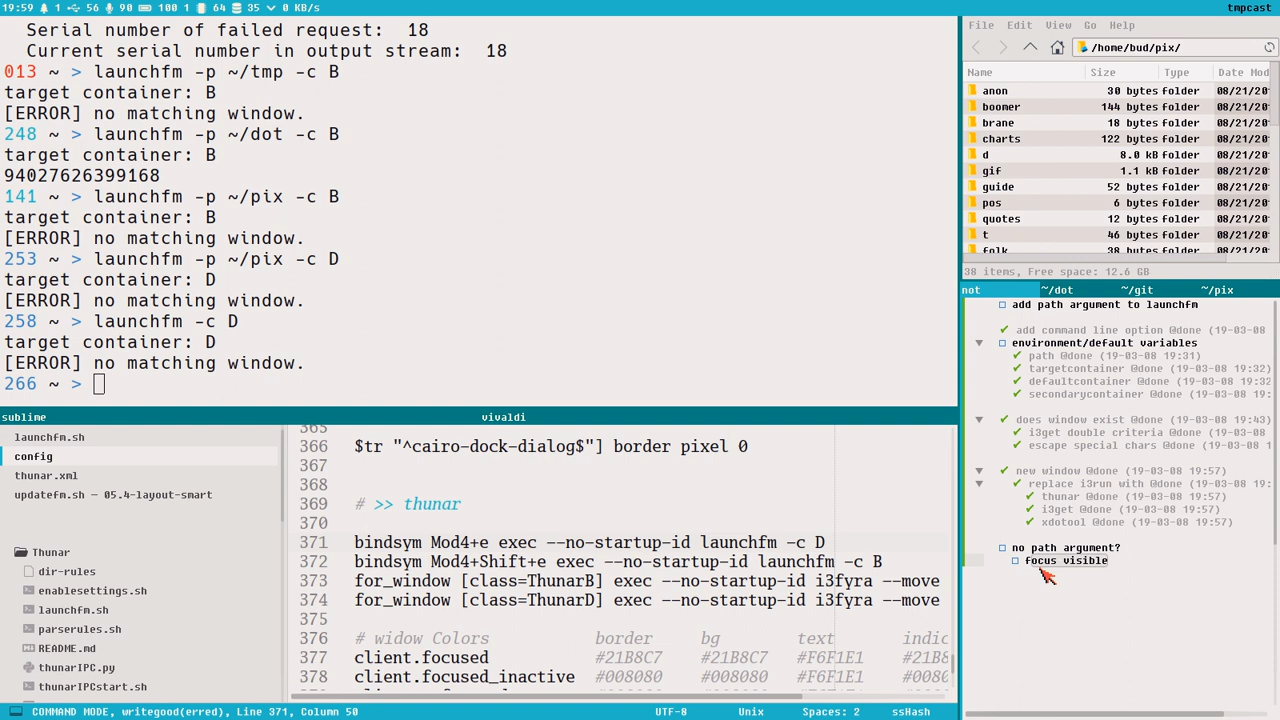 19:59 1 56 90 100 1 64 35 0 KB/s
tmpcast
Serial number of failed request: 18
Current serial number in output stream: 18
013 ~ > launchfm -p ~/tmp -c B
target container: B
[ERROR] no matching window.
248 ~ > launchfm -p ~/dot -c B
target container: B
94027626399168
141 ~ > launchfm -p ~/pix -c B
target container: B
[ERROR] no matching window.
253 ~ > launchfm -p ~/pix -c D
target container: D
[ERROR] no matching window.
258 ~ > launchfm -c D
target container: D
[ERROR] no matching window.
266 ~ >
File Edit View Go Help
/home/bud/pix/
Name Size Type Date Mod
anon 30 bytes folder 08/21/20
boomer 144 bytes folder 08/21/20
brane 18 bytes folder 08/21/20
charts 122 bytes folder 08/21/20
d 8.0 kB folder 08/21/20
gif 1.1 kB folder 08/21/20
guide 52 bytes folder 08/21/20
pos 6 bytes folder 08/21/20
quotes 12 bytes folder 08/21/20
t 46 bytes folder 08/21/20
folk 38 bytes folder 08/21/20
38 items, Free space: 12.6 GB
not ~/dot ~/git ~/pix
add path argument to launchfm
✔ add command line option @done (19-03-08
environment/default variables
✔ path @done (19-03-08 19:31)
✔ targetcontainer @done (19-03-08 19:32)
✔ defaultcontainer @done (19-03-08 19:32
✔ secondarycontainer @done (19-03-08 19:
✔ does window exist @done (19-03-08 19:43)
✔ i3get double criteria @done (19-03-08
✔ escape special chars @done (19-03-08 1
✔ new window @done (19-03-08 19:57)
✔ replace i3run with @done (19-03-08 19:
✔ thunar @done (19-03-08 19:57)
✔ i3get @done (19-03-08 19:57)
✔ xdotool @done (19-03-08 19:57)
no path argument?
focus visible
sublime
vivaldi
launchfm.sh
config
thunar.xml
updatefm.sh — 05.4-layout-smart
Thunar
dir-rules
enablesettings.sh
launchfm.sh
parserules.sh
README.md
thunarIPC.py
thunarIPCstart.sh
365
366 $tr "^cairo-dock-dialog$"] border pixel 0
367
368
369 # >> thunar
370
371 bindsym Mod4+e exec --no-startup-id launchfm -c D
372 bindsym Mod4+Shift+e exec --no-startup-id launchfm -c B
373 for_window [class=ThunarB] exec --no-startup-id i3fyra --move
374 for_window [class=ThunarD] exec --no-startup-id i3fyra --move
375
376 # widow Colors border bg text indic
377 client.focused #21B8C7 #21B8C7 #F6F1E1 #21B8C
378 client.focused_inactive #008080 #008080 #F6F1E1 #00808
COMMAND MODE, writegood(erred), Line 371, Column 50
UTF-8 Unix Spaces: 2 ssHash